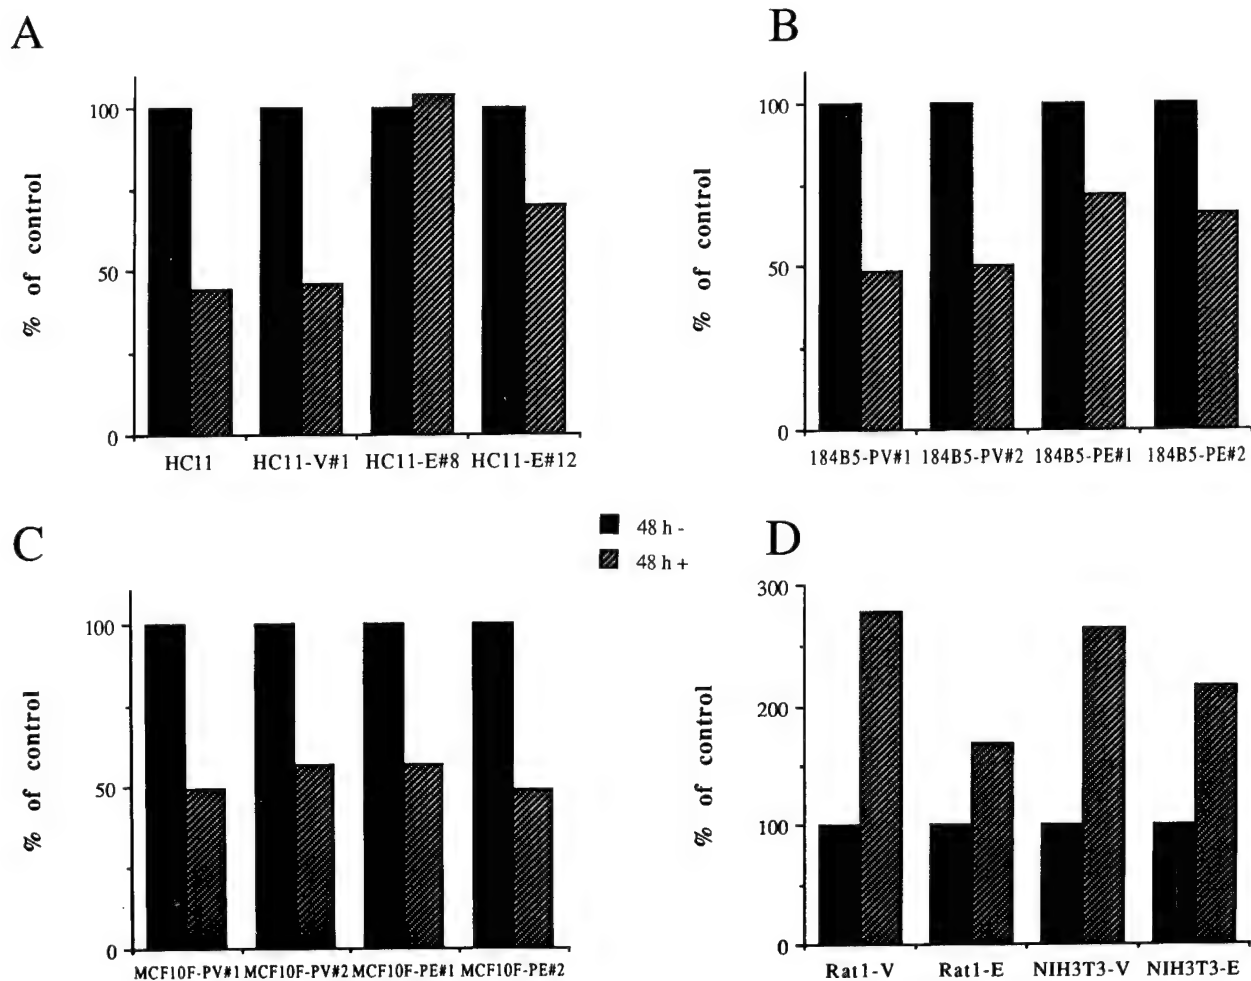 A
% of control
100
50
0
HC11 HC11-V#1 HC11-E#8 HC11-E#12
B
% of control
100
50
0
184B5-PV#1 184B5-PV#2 184B5-PE#1 184B5-PE#2
48 h -
48 h +
C
% of control
100
50
0
MCF10F-PV#1 MCF10F-PV#2 MCF10F-PE#1 MCF10F-PE#2
D
% of control
300
200
100
0
Rat1-V Rat1-E NIH3T3-V NIH3T3-E